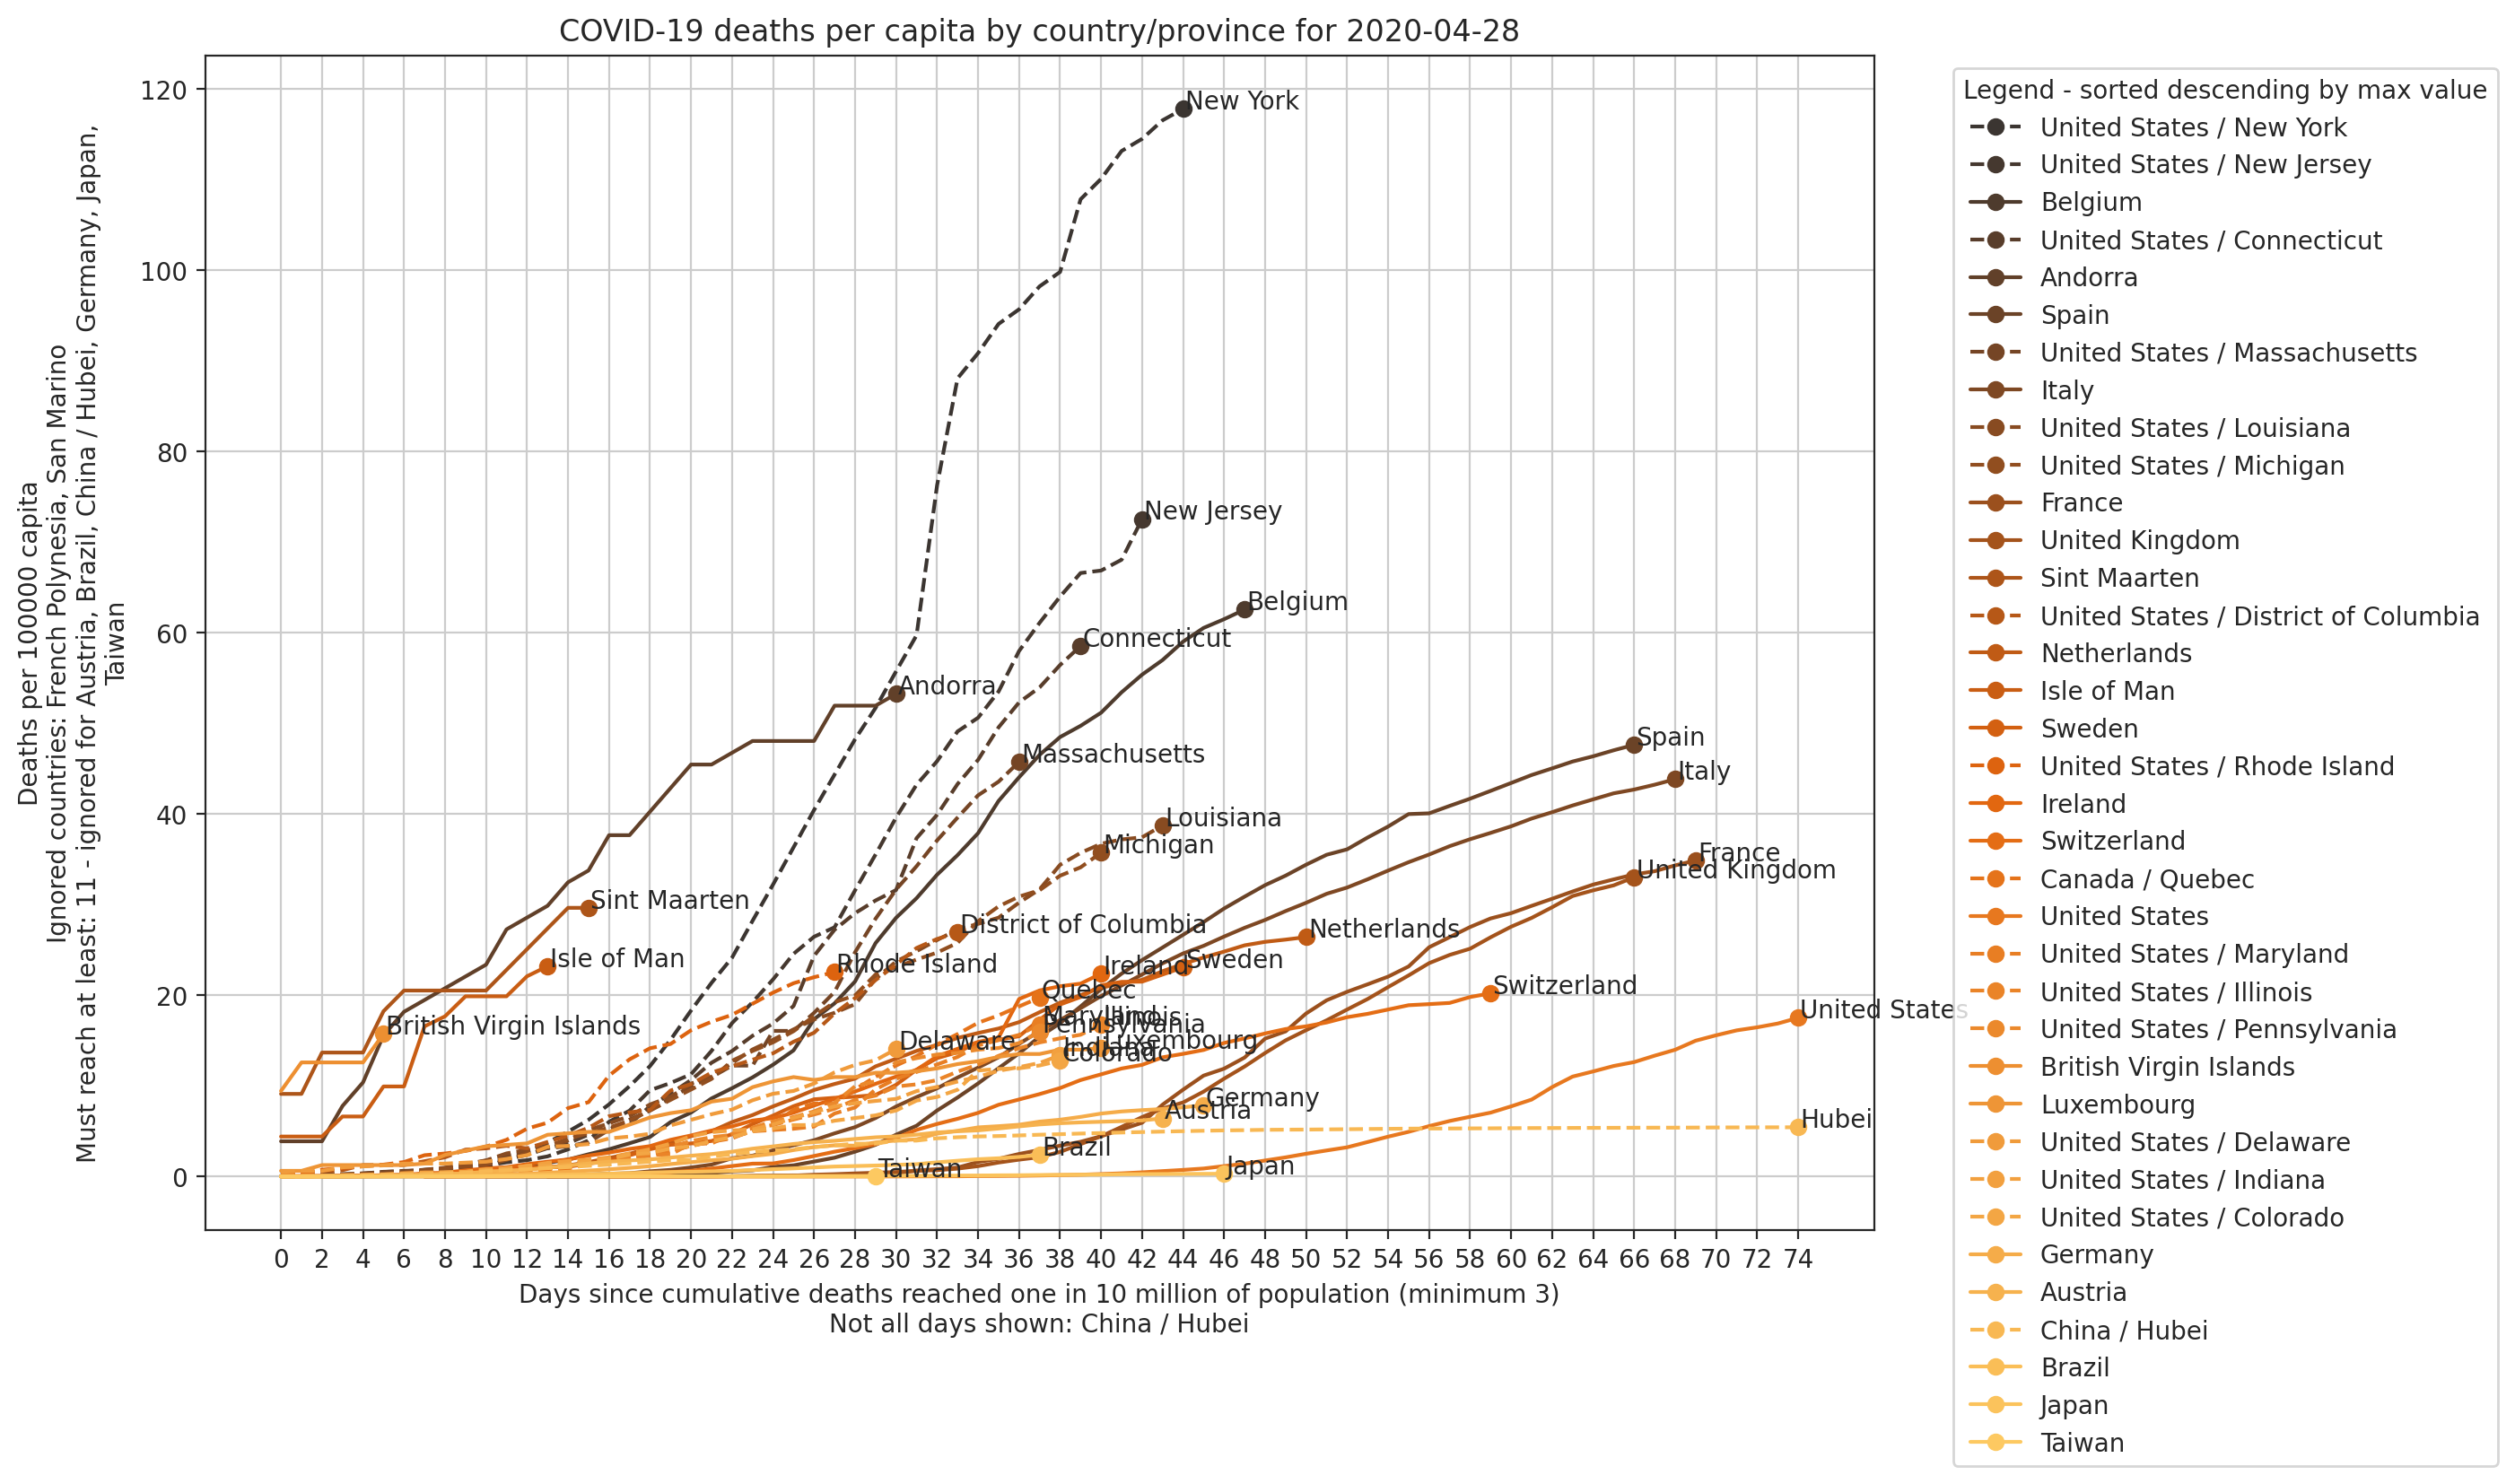 COVID-19 deaths per capita by country/province for 2020-04-28
Deaths per 100000 capita
Ignored countries: French Polynesia, San Marino
Must reach at least: 11 - ignored for Austria, Brazil, China / Hubei, Germany, Japan,
Taiwan
120
100
80
60
40
20
0
New York
New Jersey
Belgium
Connecticut
Andorra
Massachusetts
Spain
Italy
Louisiana
Michigan
France
United Kingdom
Sint Maarten
District of Columbia
Netherlands
Isle of Man
Rhode Island
Ireland
Sweden
Quebec
Switzerland
United States
Maryland
Illinois
Pennsylvania
British Virgin Islands
Delaware
Luxembourg
Indiana
Colorado
Germany
Austria
Hubei
Brazil
Taiwan
Japan
0 2 4 6 8 10 12 14 16 18 20 22 24 26 28 30 32 34 36 38 40 42 44 46 48 50 52 54 56 58 60 62 64 66 68 70 72 74
Days since cumulative deaths reached one in 10 million of population (minimum 3)
Not all days shown: China / Hubei
Legend - sorted descending by max value
United States / New York
United States / New Jersey
Belgium
United States / Connecticut
Andorra
Spain
United States / Massachusetts
Italy
United States / Louisiana
United States / Michigan
France
United Kingdom
Sint Maarten
United States / District of Columbia
Netherlands
Isle of Man
Sweden
United States / Rhode Island
Ireland
Switzerland
Canada / Quebec
United States
United States / Maryland
United States / Illinois
United States / Pennsylvania
British Virgin Islands
Luxembourg
United States / Delaware
United States / Indiana
United States / Colorado
Germany
Austria
China / Hubei
Brazil
Japan
Taiwan